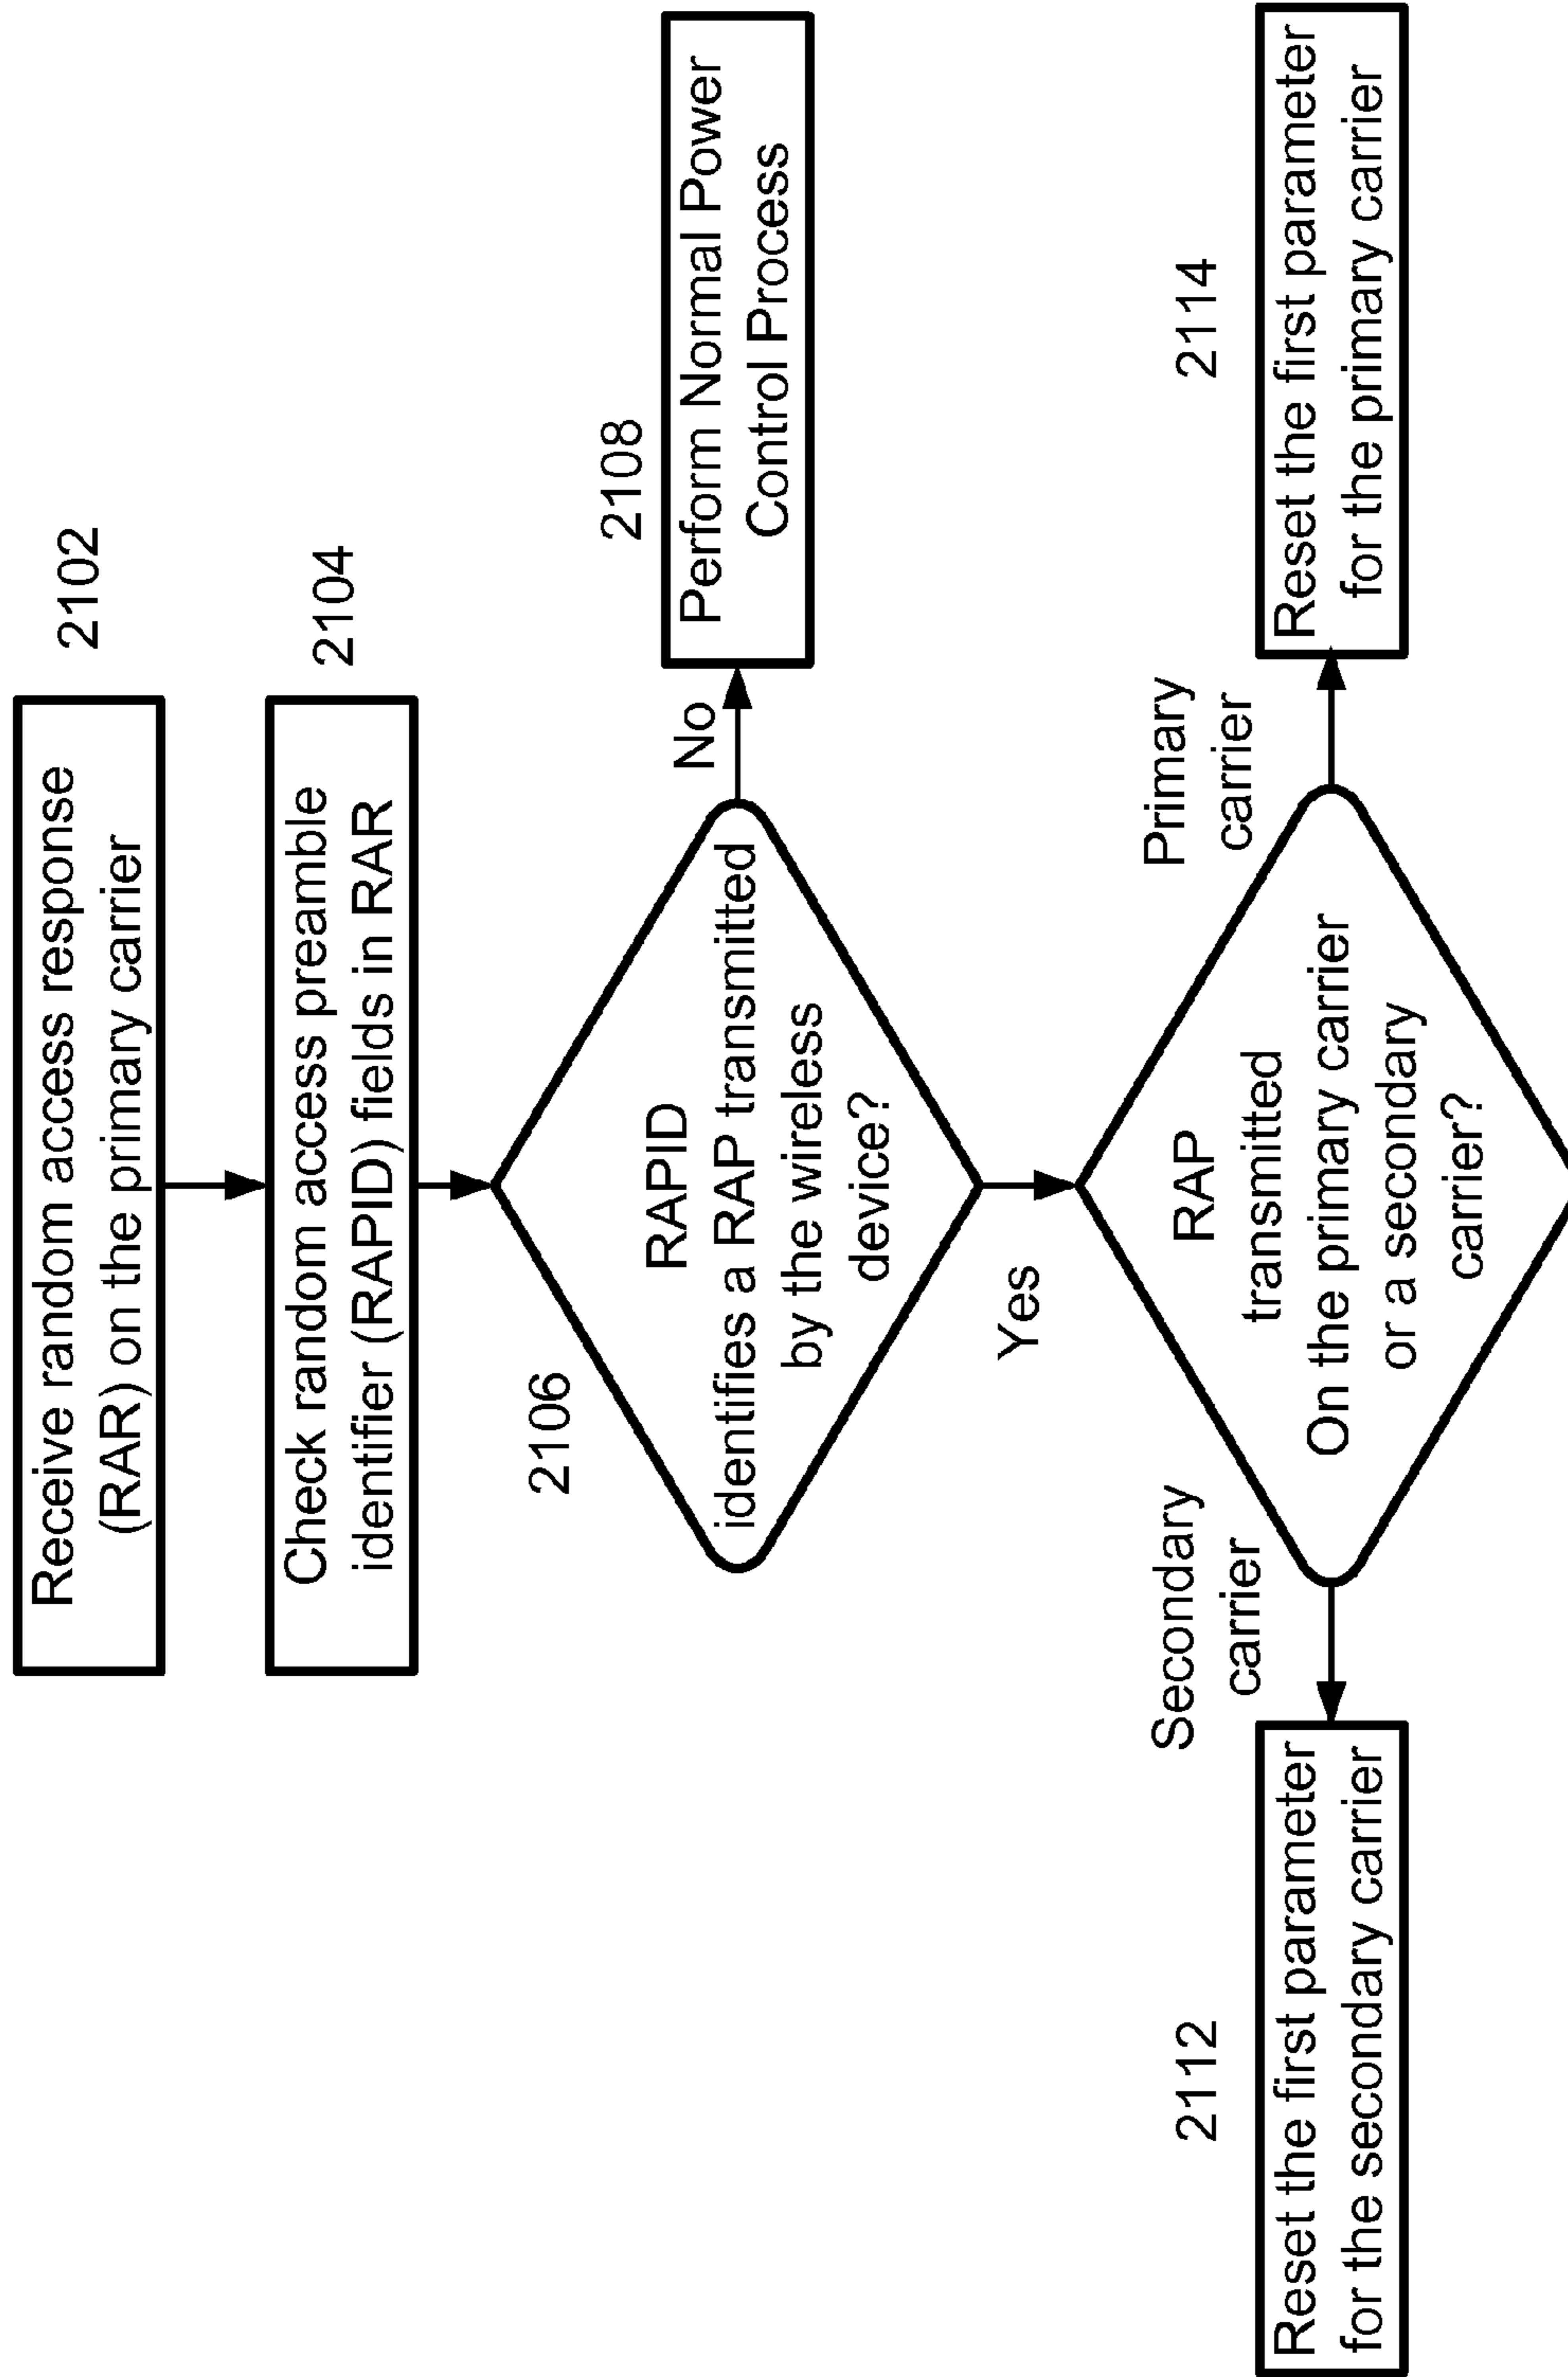 2102
Receive random access response
(RAR) on the primary carrier
2104
Check random access preamble
identifier (RAPID) fields in RAR
2106
RAPID
identifies a RAP transmitted
by the wireless
device?
No
2108
Perform Normal Power
Control Process
Yes
RAP
transmitted
On the primary carrier
or a secondary
carrier?
Secondary
carrier
2112
Reset the first parameter
for the secondary carrier
Primary
carrier
2114
Reset the first parameter
for the primary carrier